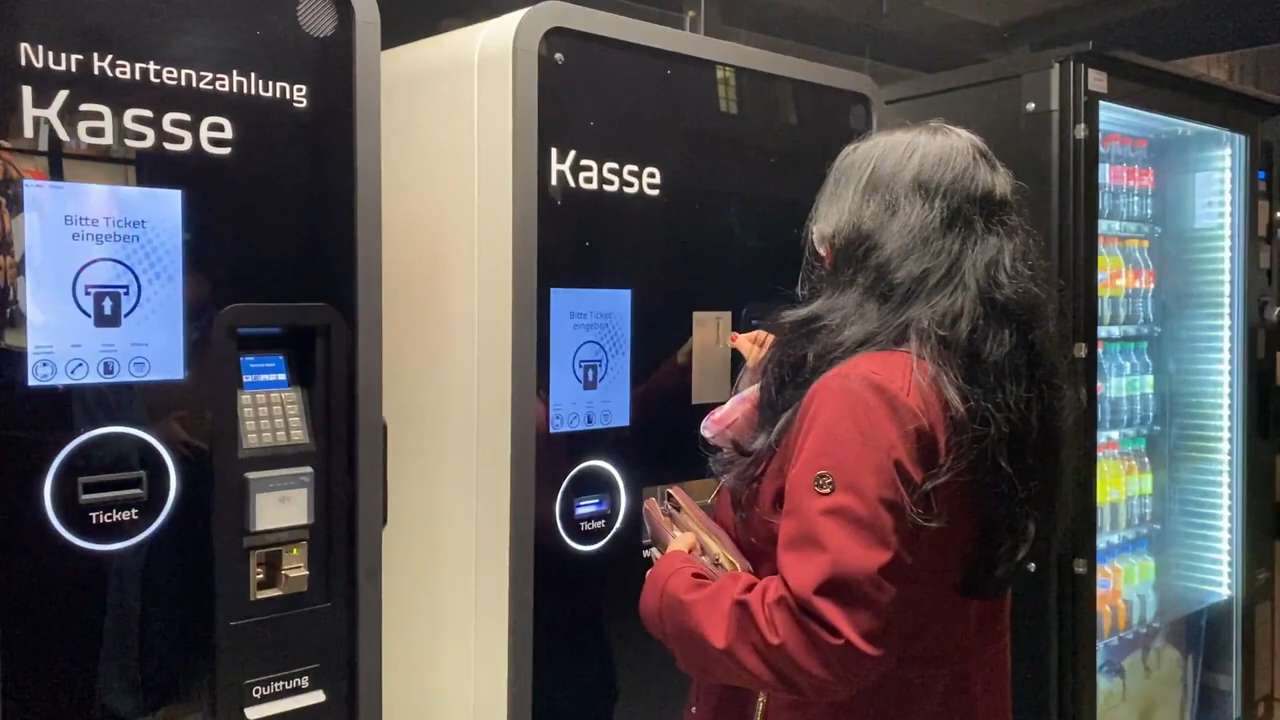 Nur Kartenzahlung
Kasse
Bitte Ticket
eingeben
Ticket
Quittung
Kasse
Bitte Ticket
eingeben
Ticket